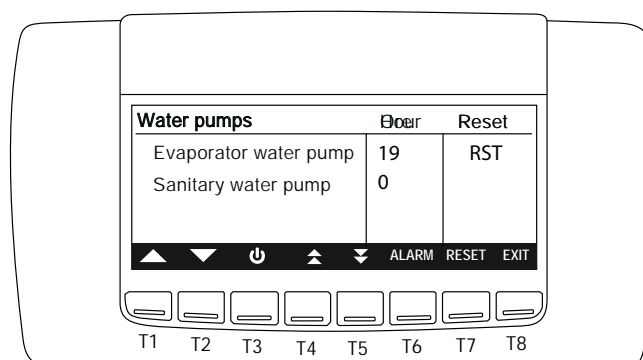 Water pumps Reset
Evaporator water pump 19 RST
Sanitary water pump 0
ALARM RESET EXIT
T1 T2 T3 T4 T5 T6 T7 T8